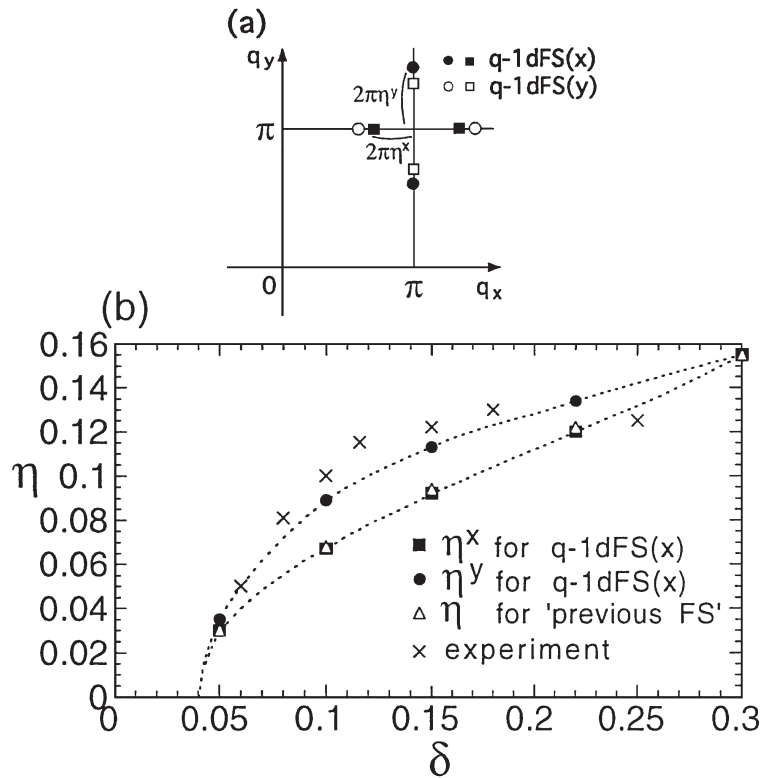 (a)
qy
● ■ q-1dFS(x)
○ □ q-1dFS(y)
2πη^y
π
2πη^x
0
π
qx
(b)
0.16
0.14
0.12
η 0.1
0.08
■ η^x for q-1dFS(x)
0.06
● η^y for q-1dFS(x)
0.04
△ η for 'previous FS'
0.02
× experiment
0
0 0.05 0.1 0.15 0.2 0.25 0.3
δ